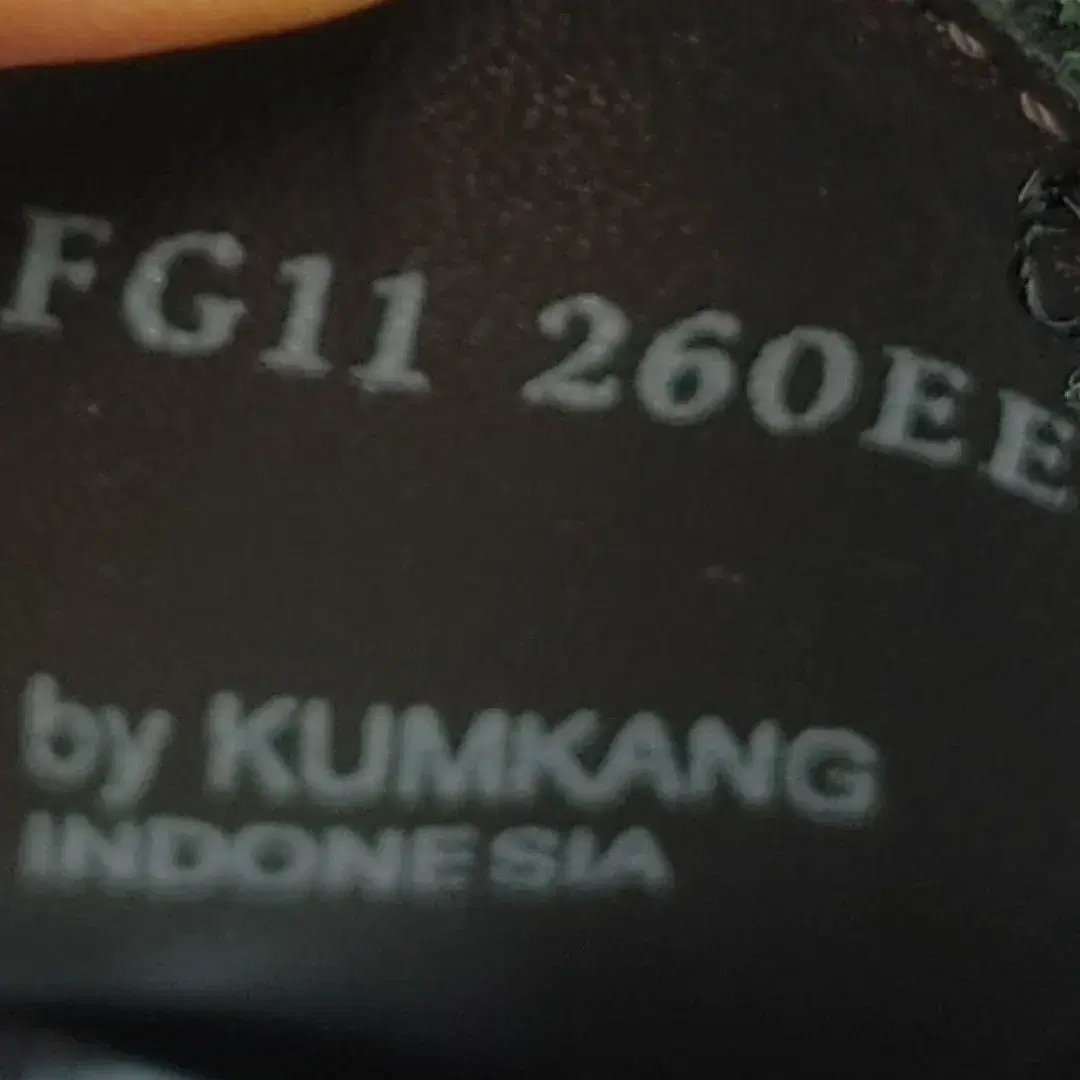 FG11 260EE
by KUMKANG
INDONESIA